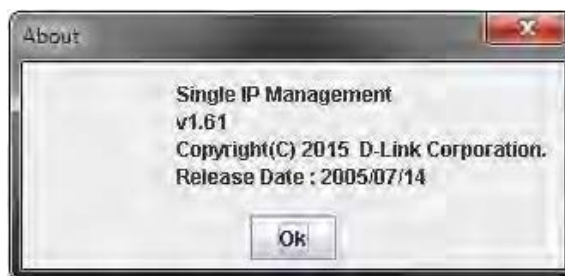 About
Single IP Management
v1.61
Copyright(C) 2015 D-Link Corporation.
Release Date : 2005/07/14
Ok